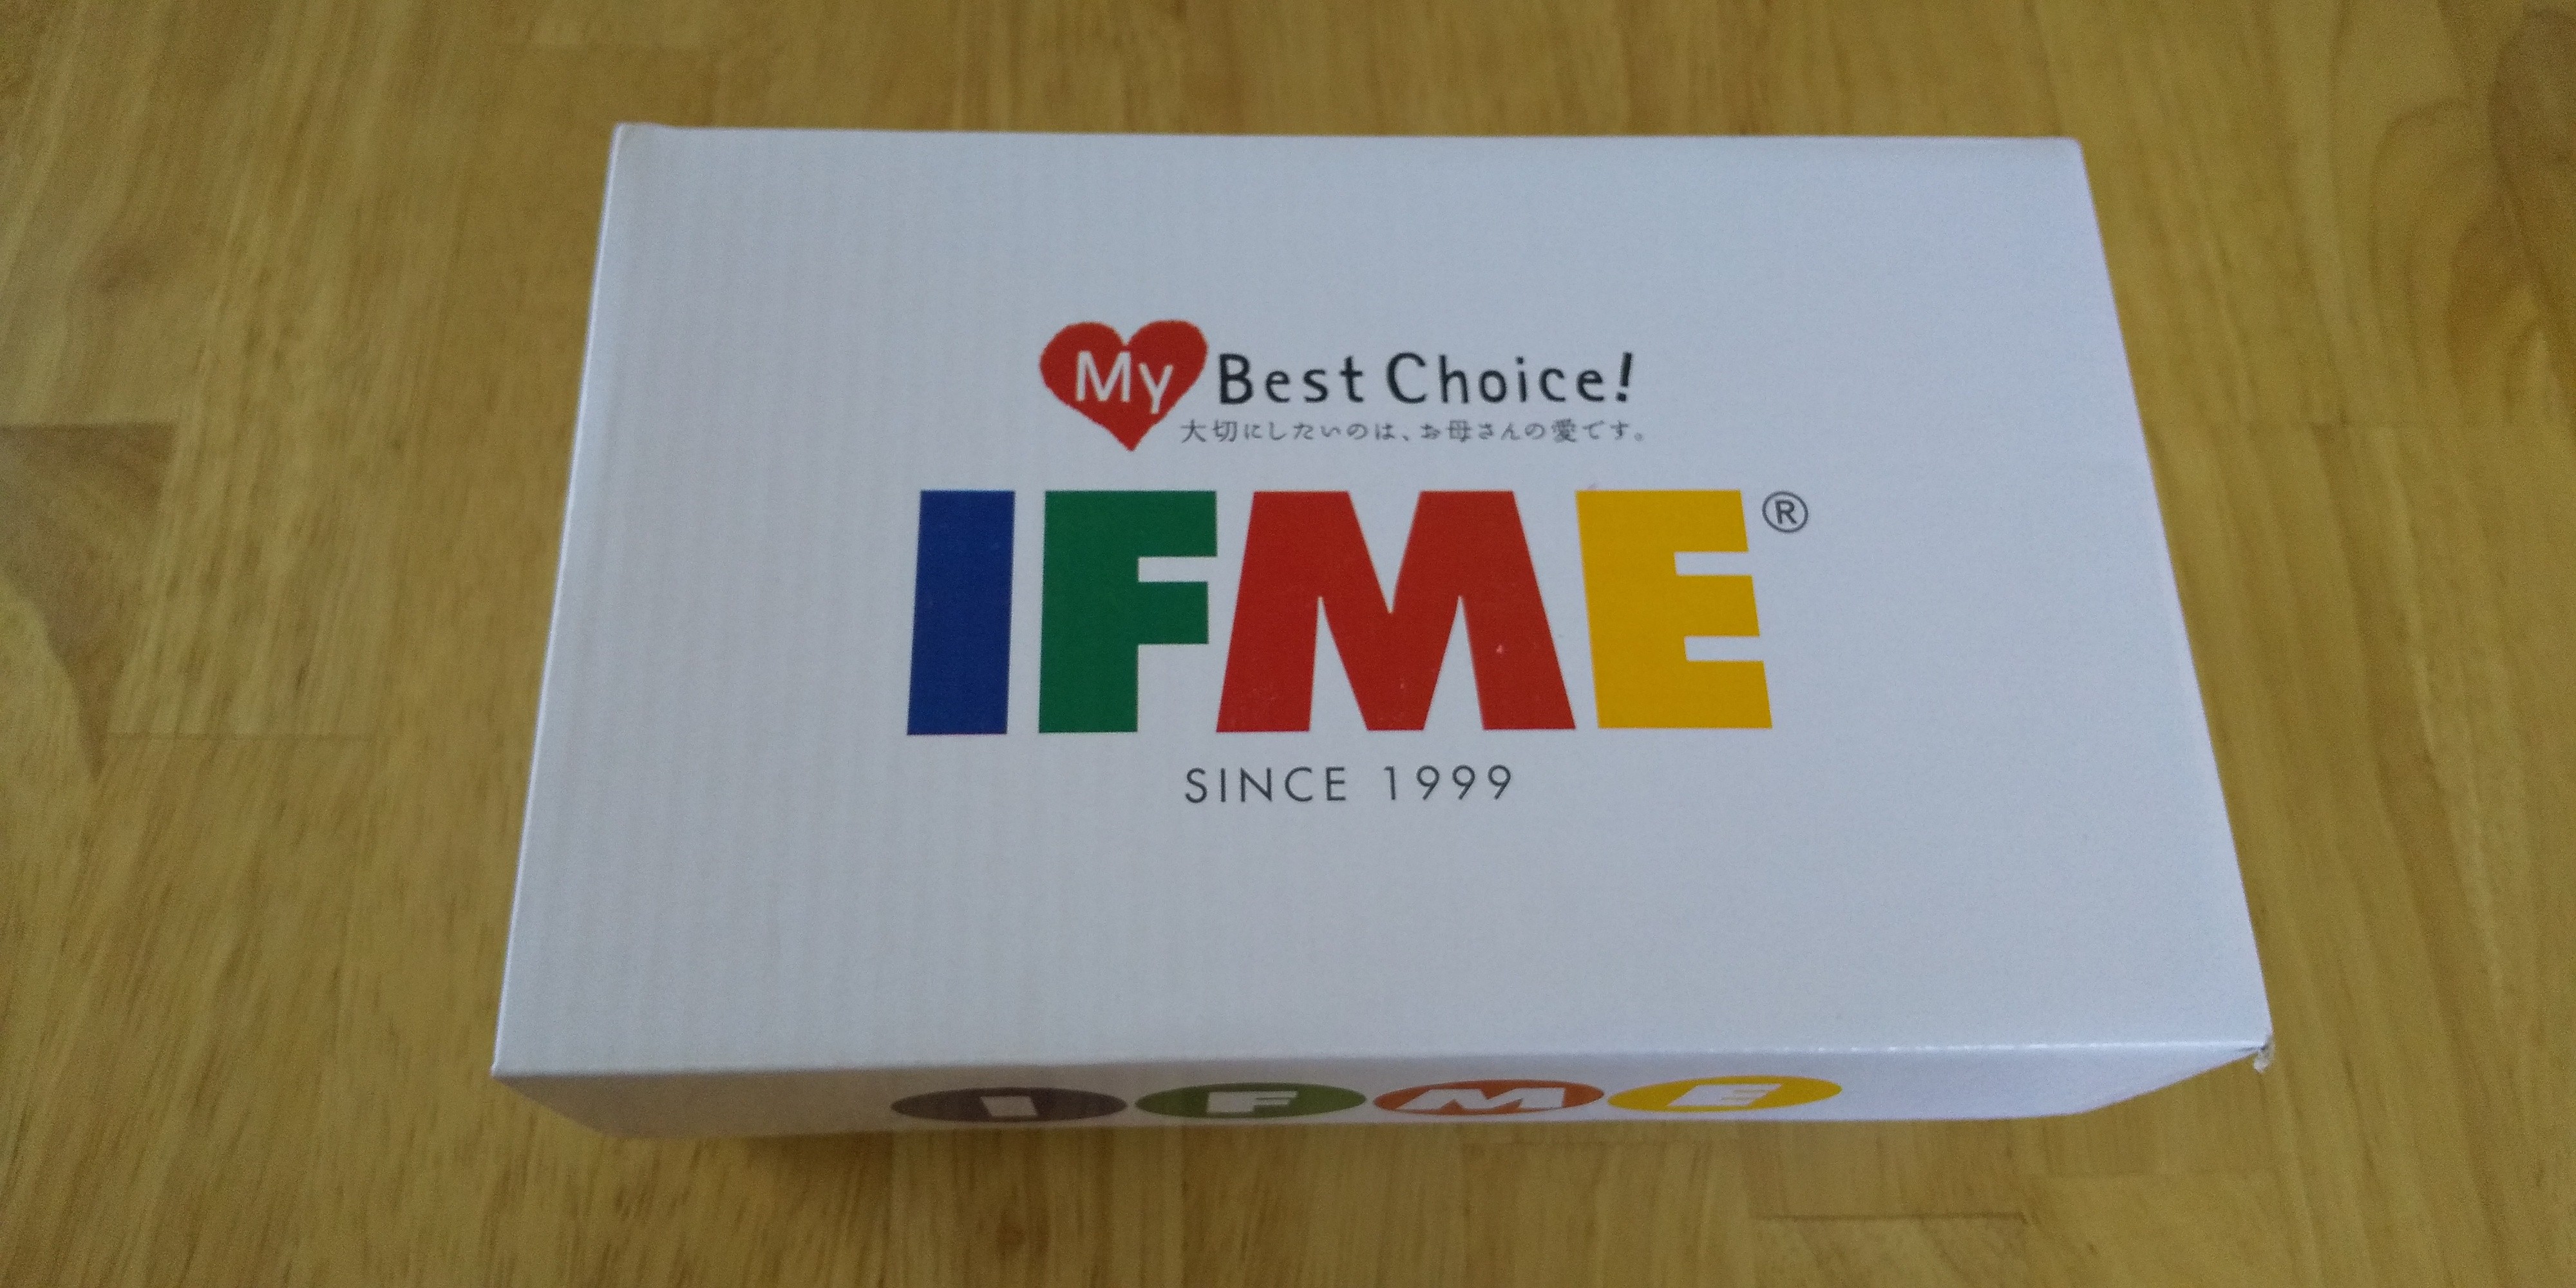 My Best Choice!
大切にしたいのは、お母さんの愛です。
IFME®
SINCE 1999
I F M E